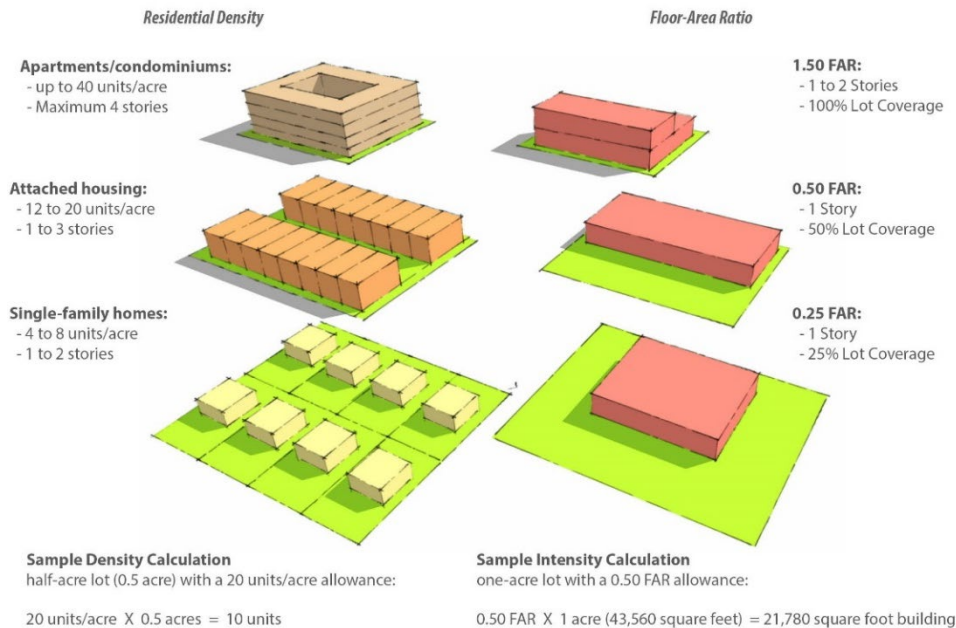 Residential Density
Floor-Area Ratio
Apartments/condominiums:
- up to 40 units/acre
- Maximum 4 stories
1.50 FAR:
- 1 to 2 Stories
- 100% Lot Coverage
Attached housing:
- 12 to 20 units/acre
- 1 to 3 stories
0.50 FAR:
- 1 Story
- 50% Lot Coverage
Single-family homes:
- 4 to 8 units/acre
- 1 to 2 stories
0.25 FAR:
- 1 Story
- 25% Lot Coverage
Sample Density Calculation
half-acre lot (0.5 acre) with a 20 units/acre allowance:
20 units/acre X 0.5 acres = 10 units
Sample Intensity Calculation
one-acre lot with a 0.50 FAR allowance:
0.50 FAR X 1 acre (43,560 square feet) = 21,780 square foot building